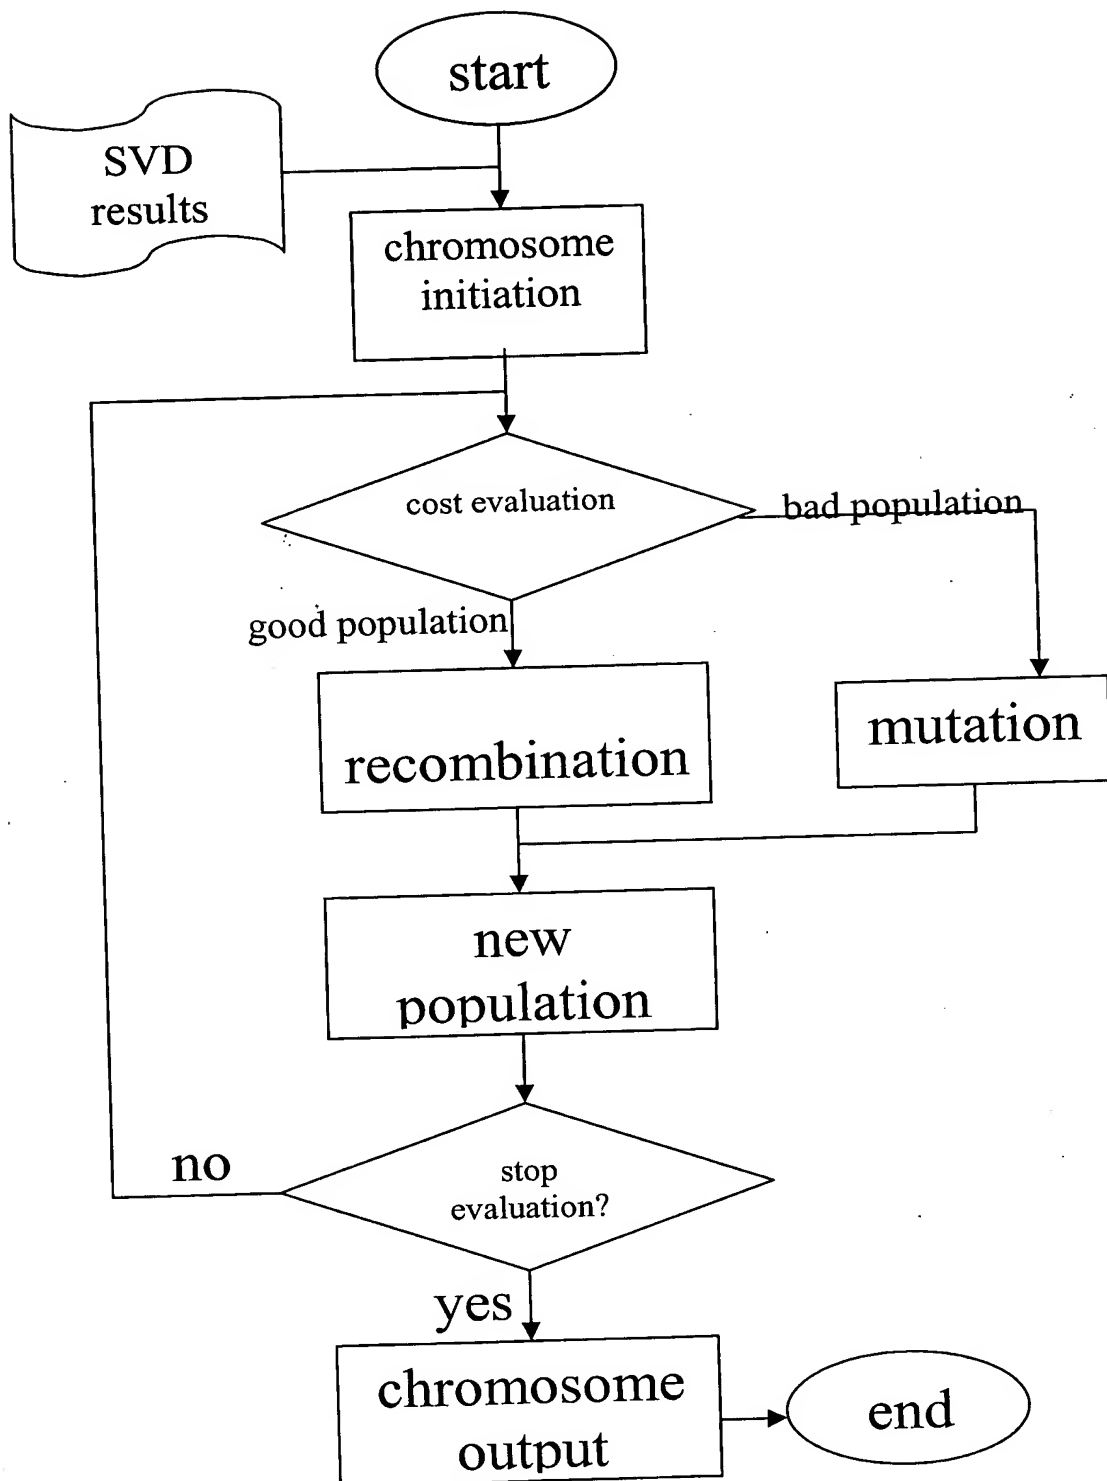 start
SVD
results
chromosome
initiation
cost evaluation
bad population
good population
recombination
mutation
new
population
no
stop
evaluation?
yes
chromosome
output
end